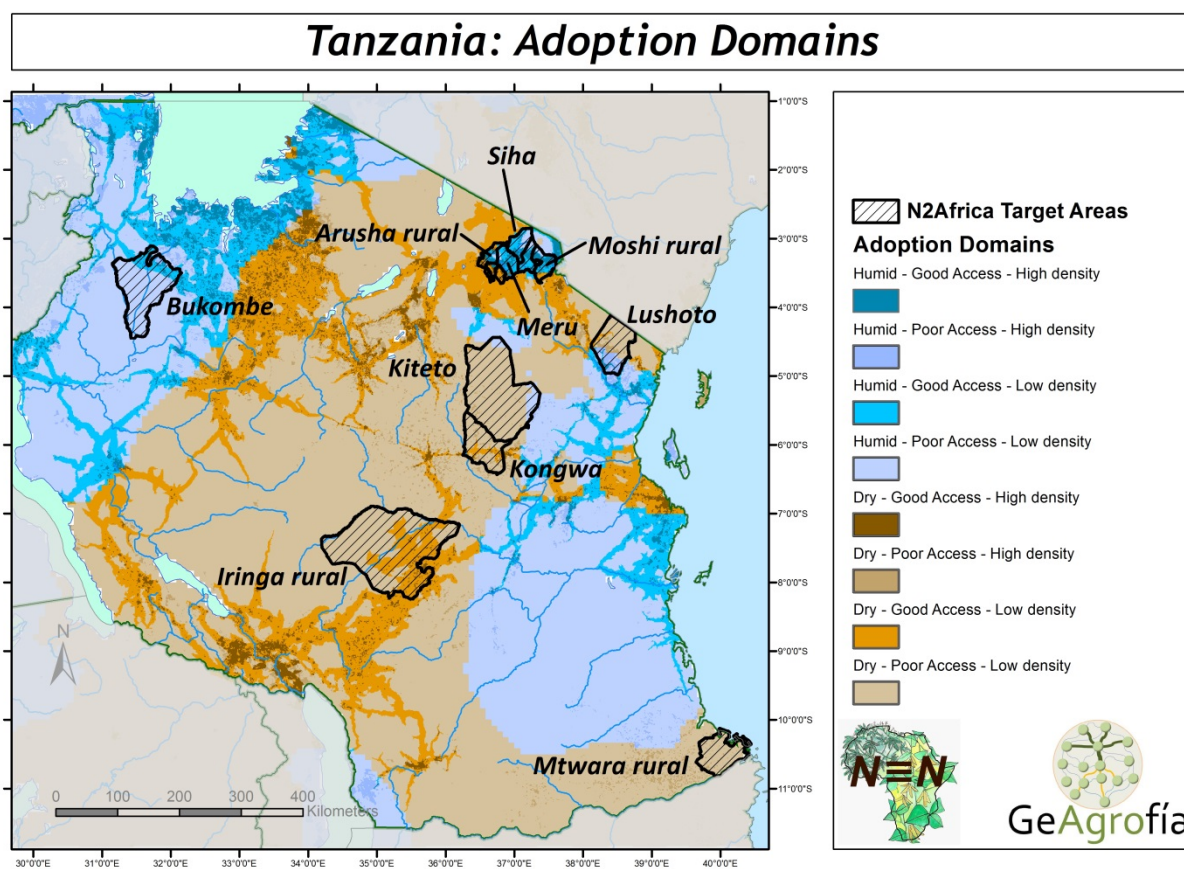 Tanzania: Adoption Domains
1°0'0"S
2°0'0"S
3°0'0"S
4°0'0"S
5°0'0"S
6°0'0"S
7°0'0"S
8°0'0"S
9°0'0"S
10°0'0"S
11°0'0"S
Siha
Arusha rural
Moshi rural
Bukombe
Meru
Lushoto
Kiteto
Kongwa
Iringa rural
Mtwara rural
N
0 100 200 300 400
Kilometers
30°0'0"E 31°0'0"E 32°0'0"E 33°0'0"E 34°0'0"E 35°0'0"E 36°0'0"E 37°0'0"E 38°0'0"E 39°0'0"E 40°0'0"E
N2Africa Target Areas
Adoption Domains
Humid - Good Access - High density
Humid - Poor Access - High density
Humid - Good Access - Low density
Humid - Poor Access - Low density
Dry - Good Access - High density
Dry - Poor Access - High density
Dry - Good Access - Low density
Dry - Poor Access - Low density
N≡N
GeAgrofía